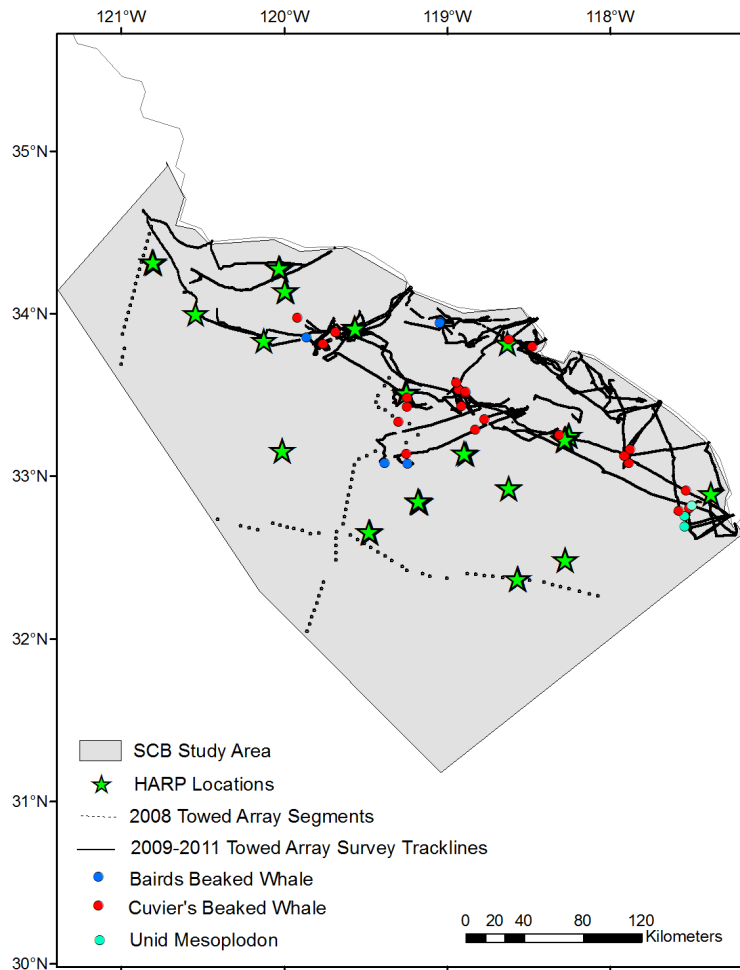 121°W 120°W 119°W 118°W
35°N
34°N
33°N
32°N
31°N
30°N
SCB Study Area
HARP Locations
2008 Towed Array Segments
2009-2011 Towed Array Survey Tracklines
Bairds Beaked Whale
Cuvier's Beaked Whale
Unid Mesoplodon
0 20 40 80 120
Kilometers